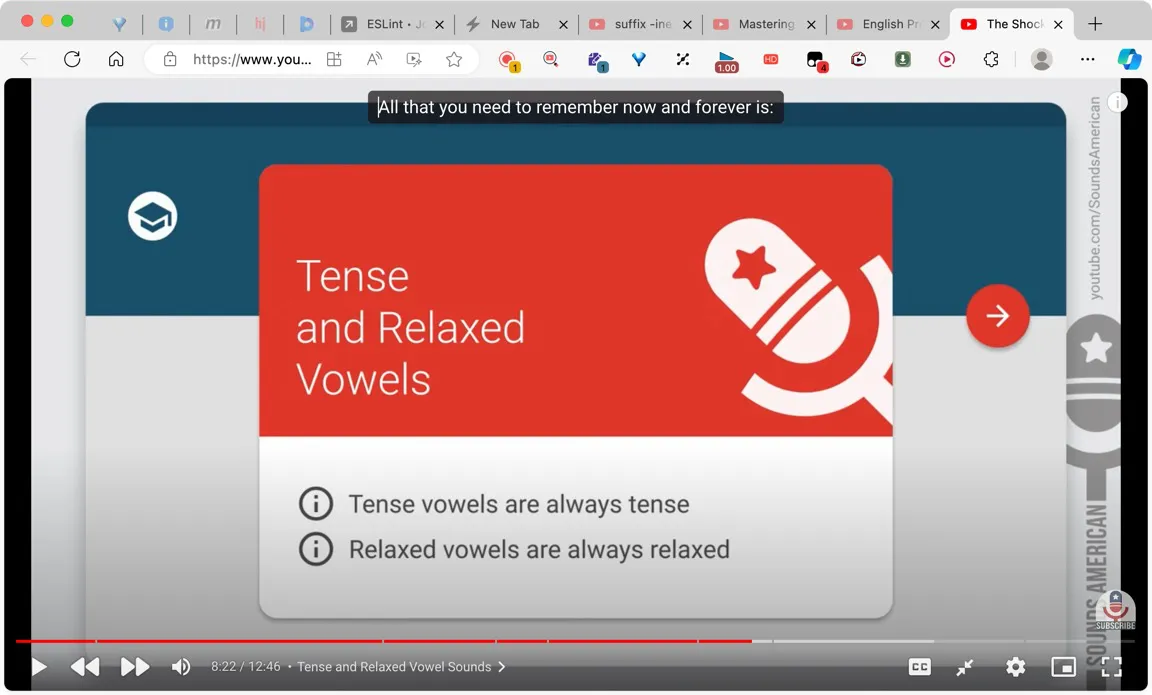 m
hj
ESLint • J
New Tab
suffix -ine
Mastering
English Pr
The Shock
https://www.you...
1
1
1.00
HD
4
All that you need to remember now and forever is:
youtube.com/SoundsAmerican
Tense
and Relaxed
Vowels
Tense vowels are always tense
Relaxed vowels are always relaxed
SOUNDS AMERICAN
SUBSCRIBE
8:22 / 12:46 • Tense and Relaxed Vowel Sounds
CC